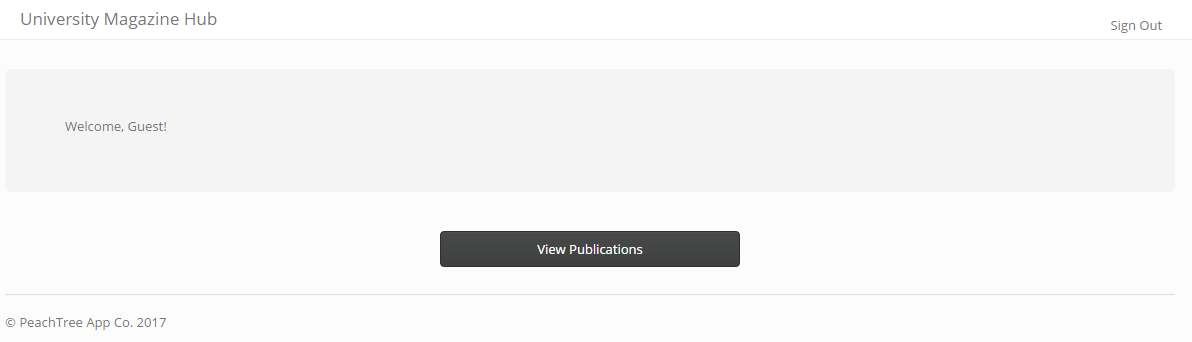 University Magazine Hub
Sign Out
Welcome, Guest!
View Publications
© PeachTree App Co. 2017